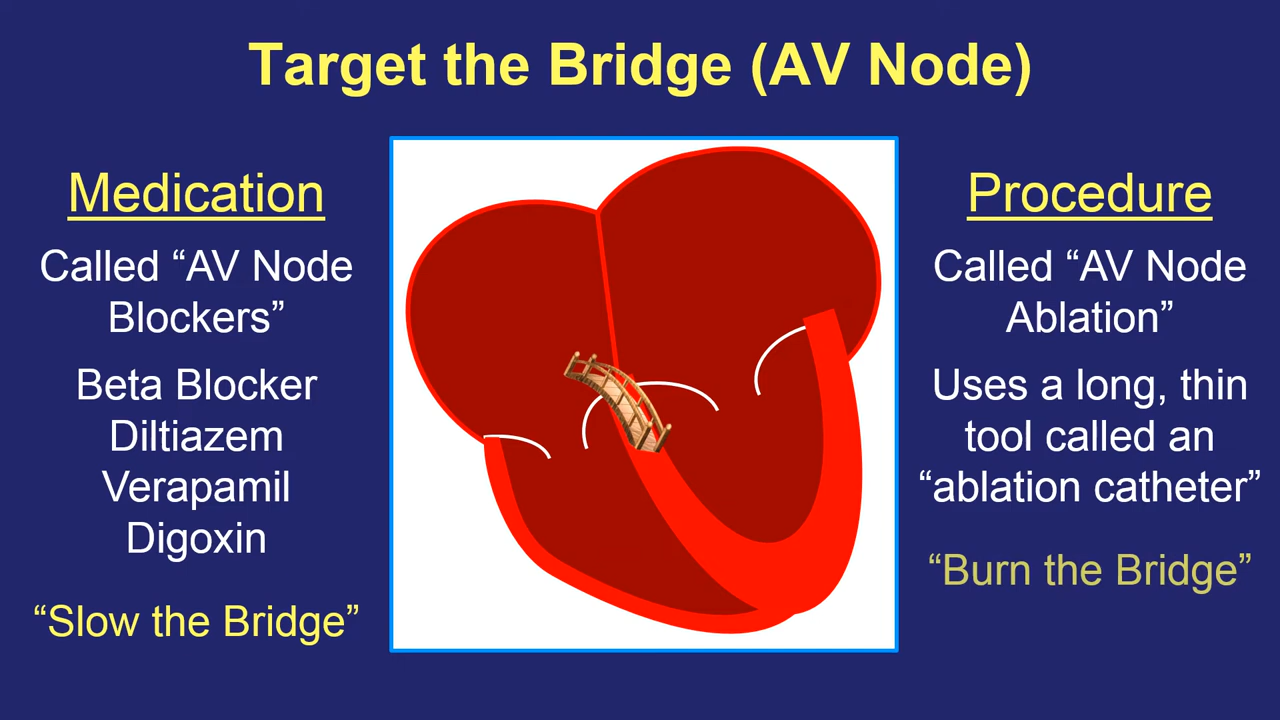 Target the Bridge (AV Node)
Medication
Called “AV Node
Blockers”
Beta Blocker
Diltiazem
Verapamil
Digoxin
“Slow the Bridge”
Procedure
Called “AV Node
Ablation”
Uses a long, thin
tool called an
“ablation catheter”
“Burn the Bridge”